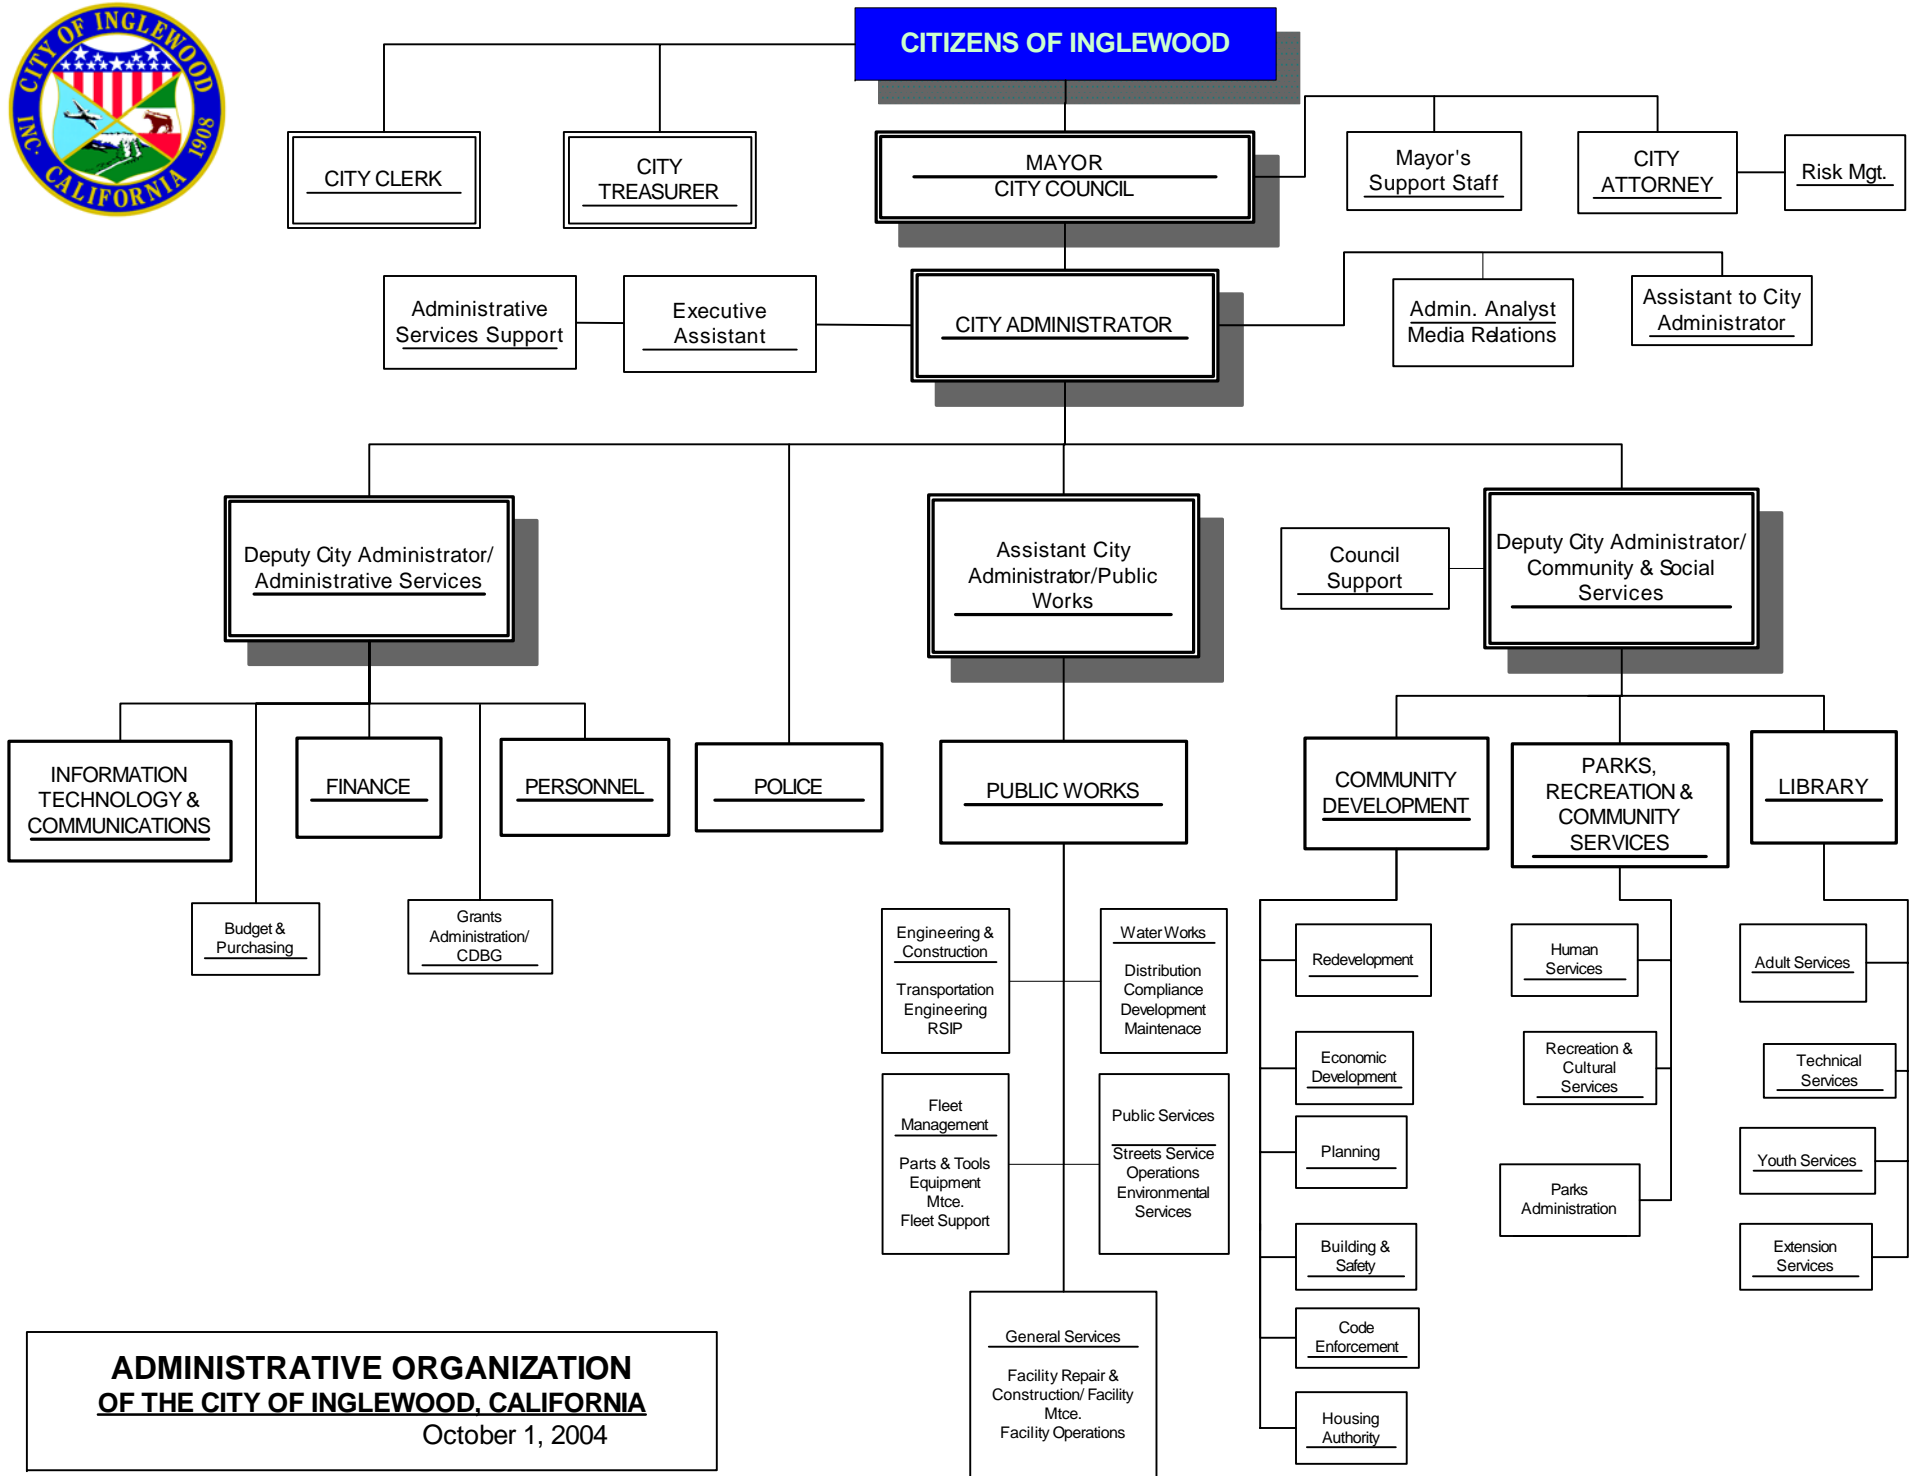 CITY OF INGLEWOOD
INC. CALIFORNIA 1908
CITIZENS OF INGLEWOOD
CITY CLERK
CITY
TREASURER
MAYOR
CITY COUNCIL
Mayor's
Support Staff
CITY
ATTORNEY
Risk Mgt.
Administrative
Services Support
Executive
Assistant
CITY ADMINISTRATOR
Admin. Analyst
Media Relations
Assistant to City
Administrator
Deputy City Administrator/
Administrative Services
Assistant City
Administrator/Public
Works
Council
Support
Deputy City Administrator/
Community & Social
Services
INFORMATION
TECHNOLOGY &
COMMUNICATIONS
FINANCE
PERSONNEL
POLICE
PUBLIC WORKS
COMMUNITY
DEVELOPMENT
PARKS,
RECREATION &
COMMUNITY
SERVICES
LIBRARY
Budget &
Purchasing
Grants
Administration/
CDBG
Engineering &
Construction
Transportation
Engineering
RSIP
Water Works
Distribution
Compliance
Development
Maintenace
Fleet
Management
Parts & Tools
Equipment
Mtce.
Fleet Support
Public Services
Streets Service
Operations
Environmental
Services
General Services
Facility Repair &
Construction/ Facility
Mtce.
Facility Operations
Redevelopment
Economic
Development
Planning
Building &
Safety
Code
Enforcement
Housing
Authority
Human
Services
Recreation &
Cultural
Services
Parks
Administration
Adult Services
Technical
Services
Youth Services
Extension
Services
ADMINISTRATIVE ORGANIZATION
OF THE CITY OF INGLEWOOD, CALIFORNIA
October 1, 2004